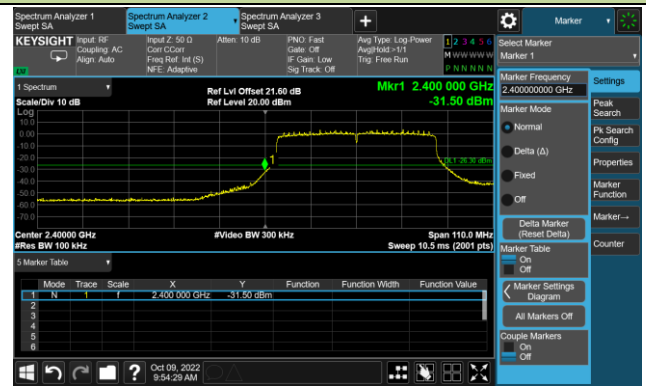 Spectrum Analyzer 1
Swept SA
Spectrum Analyzer 2
Swept SA
Spectrum Analyzer 3
Swept SA
+
Marker
KEYSIGHT
Input: RF
Coupling: AC
Align: Auto
Input Z: 50 Ω
Corr CCorr
Freq Ref: Int (S)
NFE: Adaptive
Atten: 10 dB
PNO: Fast
Gate: Off
IF Gain: Low
Sig Track: Off
Avg Type: Log-Power
Avg|Hold:>1/1
Trig: Free Run
1 2 3 4 5 6
M W W W W W
P N N N N N
Select Marker
Marker 1
1 Spectrum
Scale/Div 10 dB
Ref Lvl Offset 21.60 dB
Ref Level 20.00 dBm
Mkr1 2.400 000 GHz
-31.50 dBm
Log
10.0
0.00
-10.0
-20.0
-30.0
-40.0
-50.0
-60.0
-70.0
1
Center 2.40000 GHz
#Res BW 100 kHz
#Video BW 300 kHz
Span 110.0 MHz
Sweep 10.5 ms (2001 pts)
5 Marker Table
Mode Trace Scale X Y Function Function Width Function Value
1 N 1 f 2.400 000 GHz -31.50 dBm
2
3
4
5
6
Marker Frequency
2.400000000 GHz
Marker Mode
Normal
Delta (Δ)
Fixed
Off
Delta Marker
(Reset Delta)
Marker Table
On
Off
Marker Settings
Diagram
All Markers Off
Couple Markers
On
Off
Settings
Peak
Search
Pk Search
Config
Properties
Marker
Function
Marker→
Counter
?
Oct 09, 2022
9:54:29 AM